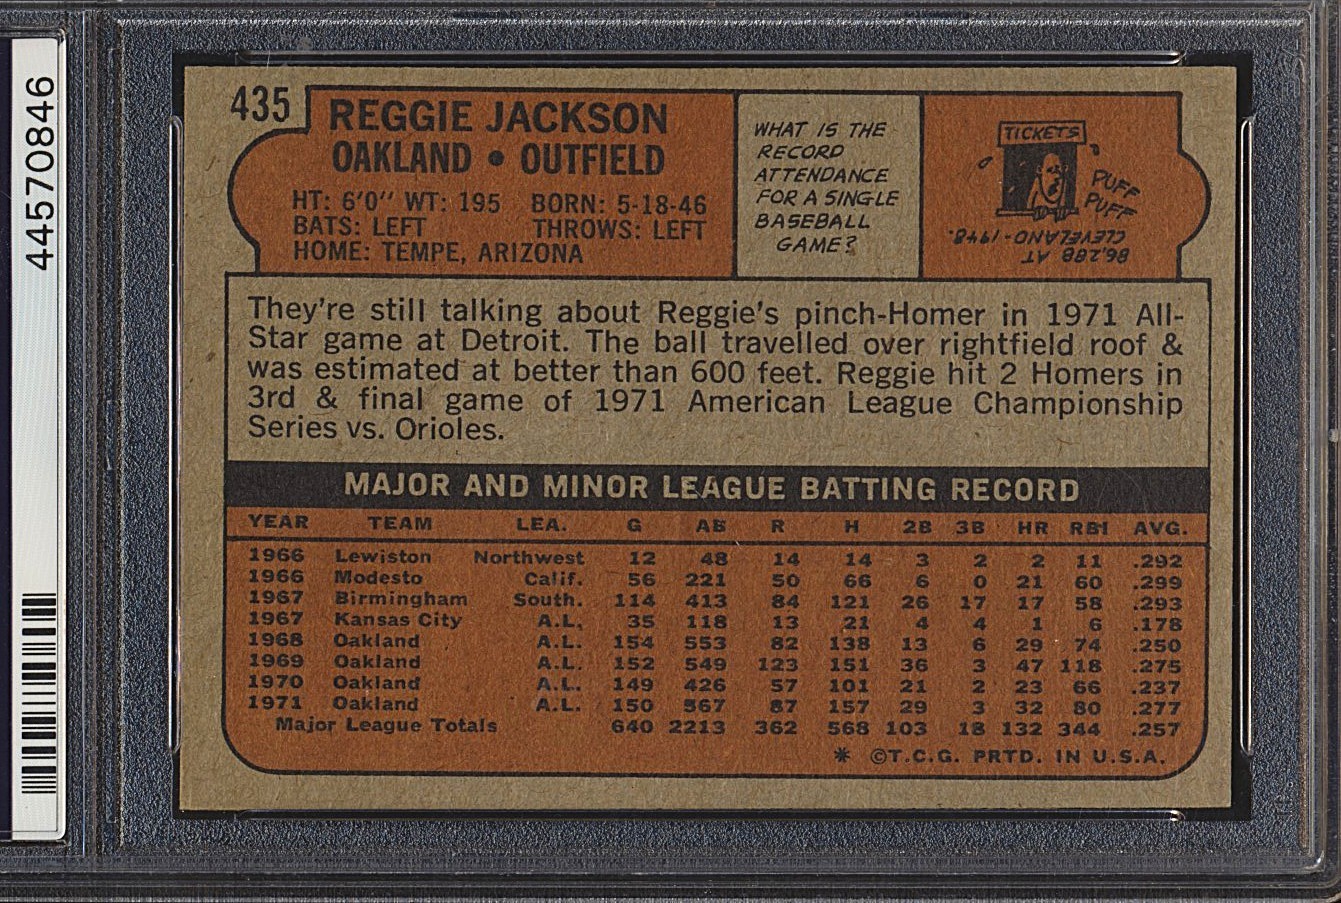 44570846
435
REGGIE JACKSON
OAKLAND • OUTFIELD
HT: 6'0" WT: 195 BORN: 5-18-46
BATS: LEFT THROWS: LEFT
HOME: TEMPE, ARIZONA
WHAT IS THE
RECORD
ATTENDANCE
FOR A SINGLE
BASEBALL
GAME?
TICKETS
PUFF
PUFF
86,288 AT
CLEVELAND-1948.
They're still talking about Reggie's pinch-Homer in 1971 All-
Star game at Detroit. The ball travelled over rightfield roof &
was estimated at better than 600 feet. Reggie hit 2 Homers in
3rd & final game of 1971 American League Championship
Series vs. Orioles.
MAJOR AND MINOR LEAGUE BATTING RECORD
YEAR TEAM LEA. G AB R H 2B 3B HR RBI AVG.
1966 Lewiston Northwest 12 48 14 14 3 2 2 11 .292
1966 Modesto Calif. 56 221 50 66 6 0 21 60 .299
1967 Birmingham South. 114 413 84 121 26 17 17 58 .293
1967 Kansas City A.L. 35 118 13 21 4 4 1 6 .178
1968 Oakland A.L. 154 553 82 138 13 6 29 74 .250
1969 Oakland A.L. 152 549 123 151 36 3 47 118 .275
1970 Oakland A.L. 149 426 57 101 21 2 23 66 .237
1971 Oakland A.L. 150 567 87 157 29 3 32 80 .277
Major League Totals 640 2213 362 568 103 18 132 344 .257
* ©T.C.G. PRTD. IN U.S.A.